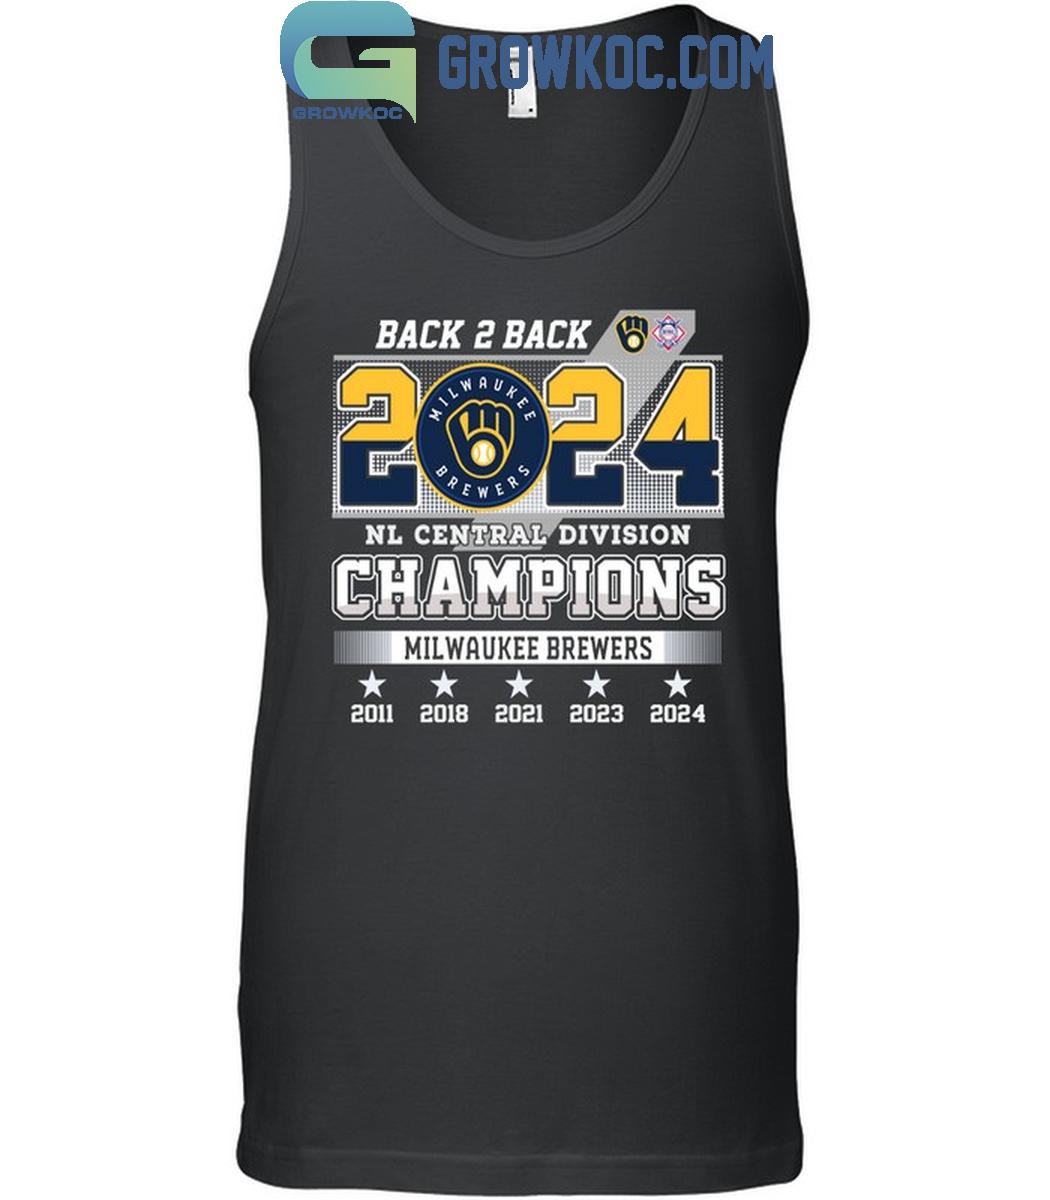 GROWKOC.COM
GROWKOC
BACK 2 BACK
2024
MILWAUKEE
BREWERS
NL CENTRAL DIVISION
CHAMPIONS
MILWAUKEE BREWERS
2011 2018 2021 2023 2024